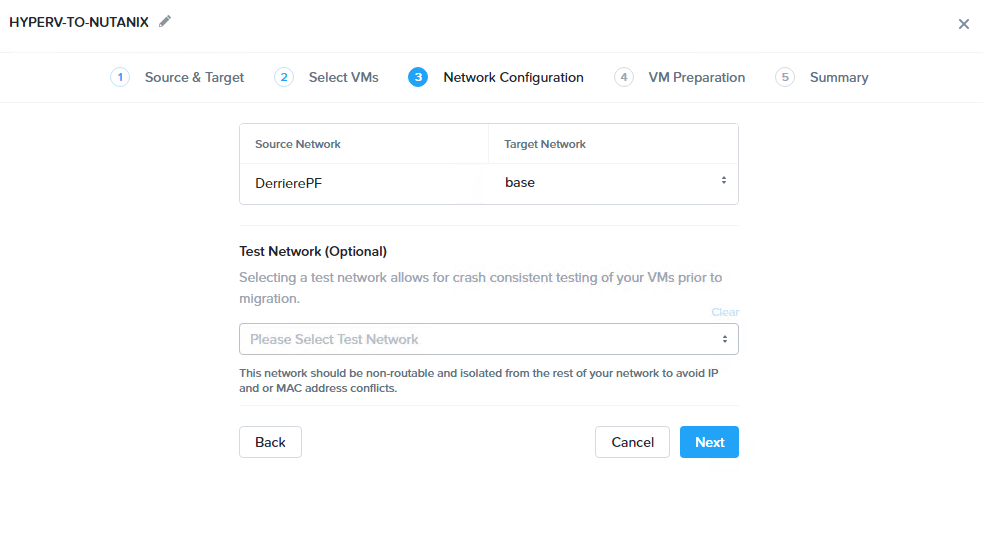 HYPERV-TO-NUTANIX
1 Source & Target 2 Select VMs 3 Network Configuration 4 VM Preparation 5 Summary
Source Network Target Network
DerrierePF base
Test Network (Optional)
Selecting a test network allows for crash consistent testing of your VMs prior to
migration.
Clear
Please Select Test Network
This network should be non-routable and isolated from the rest of your network to avoid IP
and or MAC address conflicts.
Back Cancel Next